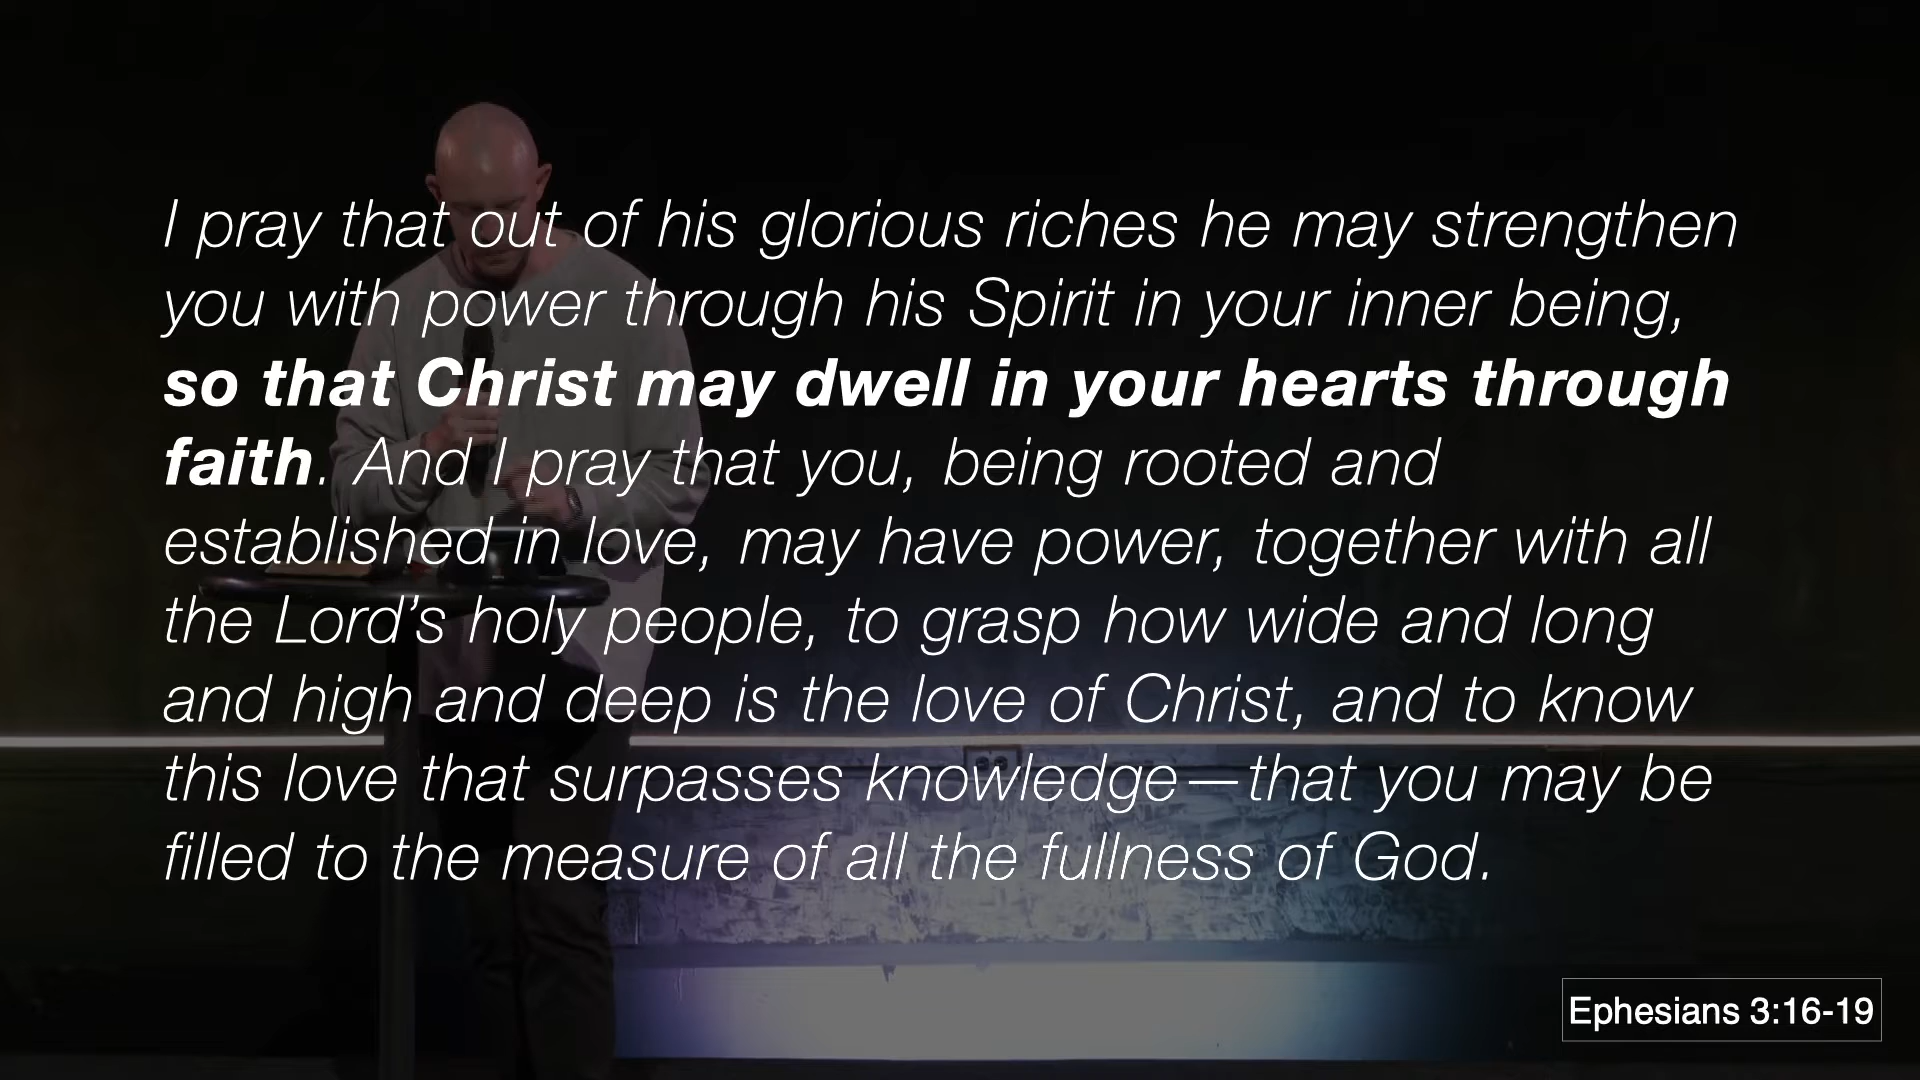 I pray that out of his glorious riches he may strengthen
you with power through his Spirit in your inner being,
so that Christ may dwell in your hearts through
faith. And I pray that you, being rooted and
established in love, may have power, together with all
the Lord’s holy people, to grasp how wide and long
and high and deep is the love of Christ, and to know
this love that surpasses knowledge—that you may be
filled to the measure of all the fullness of God.
Ephesians 3:16-19